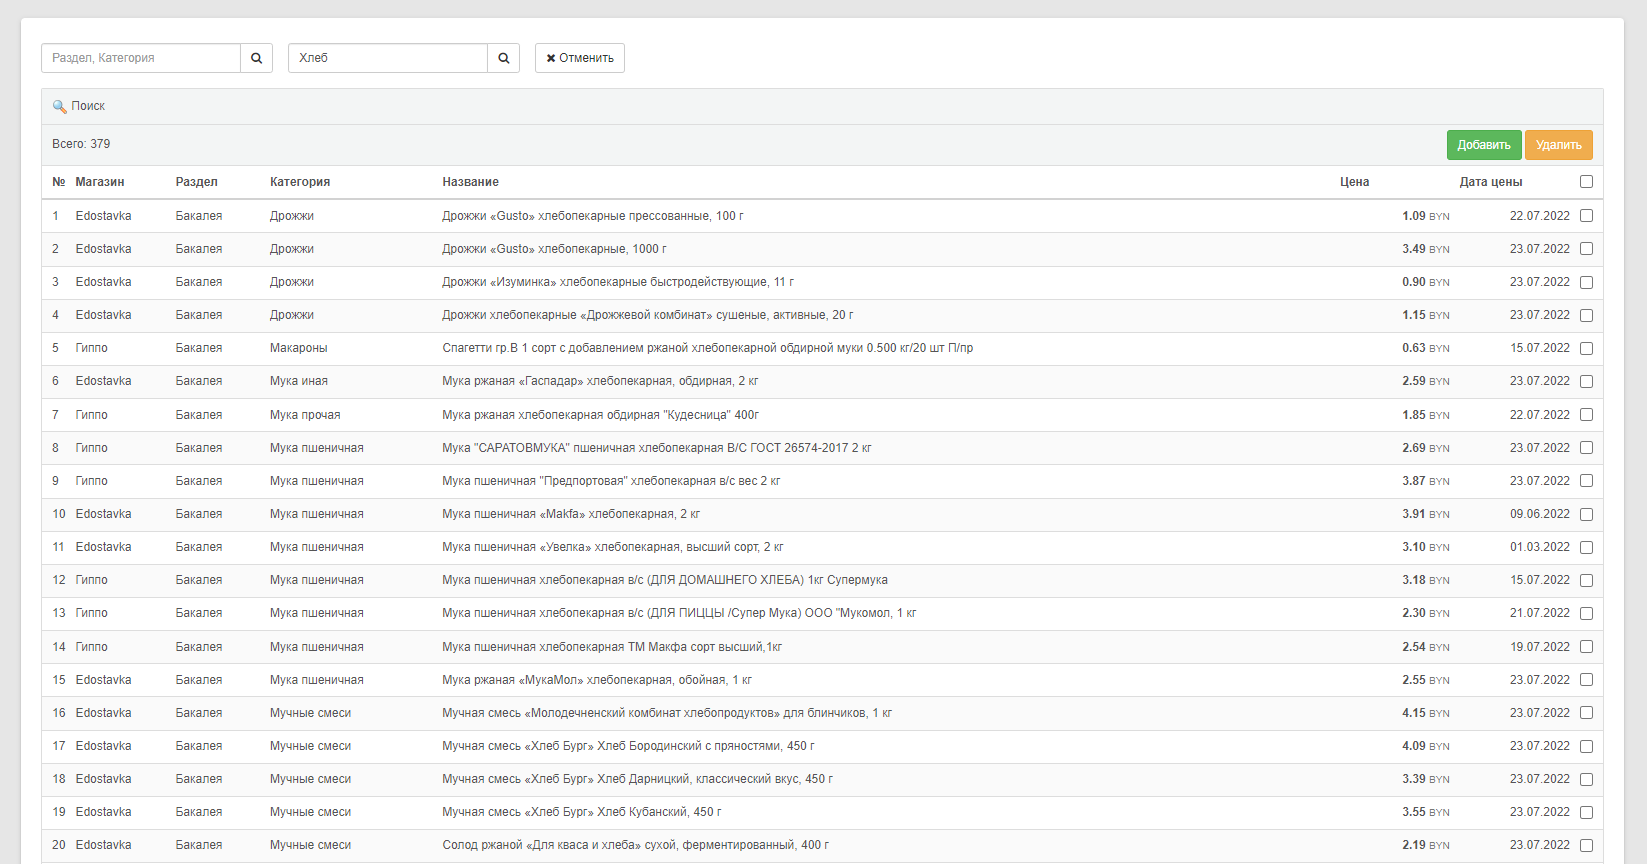 Раздел, Категория Хлеб Отменить
Поиск
Всего: 379 Добавить Удалить
№ Магазин Раздел Категория Название Цена Дата цены
1 Edostavka Бакалея Дрожжи Дрожжи «Gusto» хлебопекарные прессованные, 100 г 1.09 BYN 22.07.2022
2 Edostavka Бакалея Дрожжи Дрожжи «Gusto» хлебопекарные, 1000 г 3.49 BYN 23.07.2022
3 Edostavka Бакалея Дрожжи Дрожжи «Изуминка» хлебопекарные быстродействующие, 11 г 0.90 BYN 23.07.2022
4 Edostavka Бакалея Дрожжи Дрожжи хлебопекарные «Дрожжевой комбинат» сушеные, активные, 20 г 1.15 BYN 23.07.2022
5 Гиппо Бакалея Макароны Спагетти гр.В 1 сорт с добавлением ржаной хлебопекарной обдирной муки 0.500 кг/20 шт П/пр 0.63 BYN 15.07.2022
6 Edostavka Бакалея Мука иная Мука ржаная «Гаспадар» хлебопекарная, обдирная, 2 кг 2.59 BYN 23.07.2022
7 Гиппо Бакалея Мука прочая Мука ржаная хлебопекарная обдирная "Кудесница" 400г 1.85 BYN 22.07.2022
8 Гиппо Бакалея Мука пшеничная Мука "САРАТОВМУКА" пшеничная хлебопекарная В/С ГОСТ 26574-2017 2 кг 2.69 BYN 23.07.2022
9 Гиппо Бакалея Мука пшеничная Мука пшеничная "Предпортовая" хлебопекарная в/с вес 2 кг 3.87 BYN 23.07.2022
10 Edostavka Бакалея Мука пшеничная Мука пшеничная «Makfa» хлебопекарная, 2 кг 3.91 BYN 09.06.2022
11 Edostavka Бакалея Мука пшеничная Мука пшеничная «Увелка» хлебопекарная, высший сорт, 2 кг 3.10 BYN 01.03.2022
12 Гиппо Бакалея Мука пшеничная Мука пшеничная хлебопекарная в/с (ДЛЯ ДОМАШНЕГО ХЛЕБА) 1кг Супермука 3.18 BYN 15.07.2022
13 Гиппо Бакалея Мука пшеничная Мука пшеничная хлебопекарная в/с (ДЛЯ ПИЦЦЫ /Супер Мука) ООО "Мукомол, 1 кг 2.30 BYN 21.07.2022
14 Гиппо Бакалея Мука пшеничная Мука пшеничная хлебопекарная ТМ Макфа сорт высший,1кг 2.54 BYN 19.07.2022
15 Edostavka Бакалея Мука пшеничная Мука ржаная «МукаМол» хлебопекарная, обойная, 1 кг 2.55 BYN 23.07.2022
16 Edostavka Бакалея Мучные смеси Мучная смесь «Молодечненский комбинат хлебопродуктов» для блинчиков, 1 кг 4.15 BYN 23.07.2022
17 Edostavka Бакалея Мучные смеси Мучная смесь «Хлеб Бург» Хлеб Бородинский с пряностями, 450 г 4.09 BYN 23.07.2022
18 Edostavka Бакалея Мучные смеси Мучная смесь «Хлеб Бург» Хлеб Дарницкий, классический вкус, 450 г 3.39 BYN 23.07.2022
19 Edostavka Бакалея Мучные смеси Мучная смесь «Хлеб Бург» Хлеб Кубанский, 450 г 3.55 BYN 23.07.2022
20 Edostavka Бакалея Мучные смеси Солод ржаной «Для кваса и хлеба» сухой, ферментированный, 400 г 2.19 BYN 23.07.2022